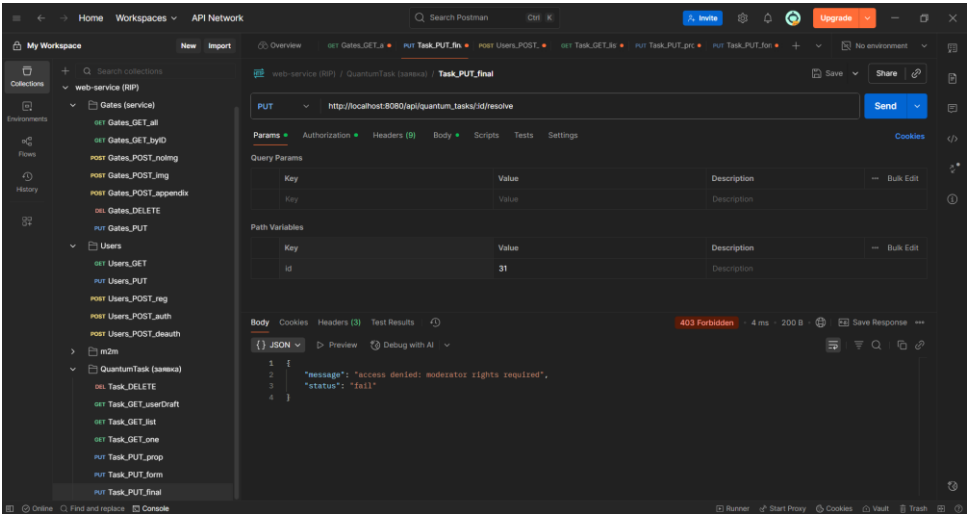 Home Workspaces API Network Search Postman Ctrl K Invite Upgrade
My Workspace New Import Overview GET Gates_GET_a PUT Task_PUT_fin. POST Users_POST_ GET Task_GET_lis PUT Task_PUT_prc PUT Task_PUT_for. No environment
Collections
Environments
Flows
History
Search collections
web-service (RIP)
Gates (service)
GET Gates_GET_all
GET Gates_GET_byID
POST Gates_POST_noImg
POST Gates_POST_img
POST Gates_POST_appendix
DEL Gates_DELETE
PUT Gates_PUT
Users
GET Users_GET
PUT Users_PUT
POST Users_POST_reg
POST Users_POST_auth
POST Users_POST_deauth
m2m
QuantumTask (заявка)
DEL Task_DELETE
GET Task_GET_userDraft
GET Task_GET_list
GET Task_GET_one
PUT Task_PUT_prop
PUT Task_PUT_form
PUT Task_PUT_final
web-service (RIP) / QuantumTask (заявка) / Task_PUT_final Save Share
PUT http://localhost:8080/api/quantum_tasks/:id/resolve Send
Params Authorization Headers (9) Body Scripts Tests Settings Cookies
Query Params
Key Value Description Bulk Edit
Key Value Description
Path Variables
Key Value Description Bulk Edit
id 31 Description
Body Cookies Headers (3) Test Results 403 Forbidden 4 ms 200 B Save Response
{} JSON Preview Debug with AI
1 {
2 "message": "access denied: moderator rights required",
3 "status": "fail"
4 }
Online Find and replace Console Runner Start Proxy Cookies Vault Trash